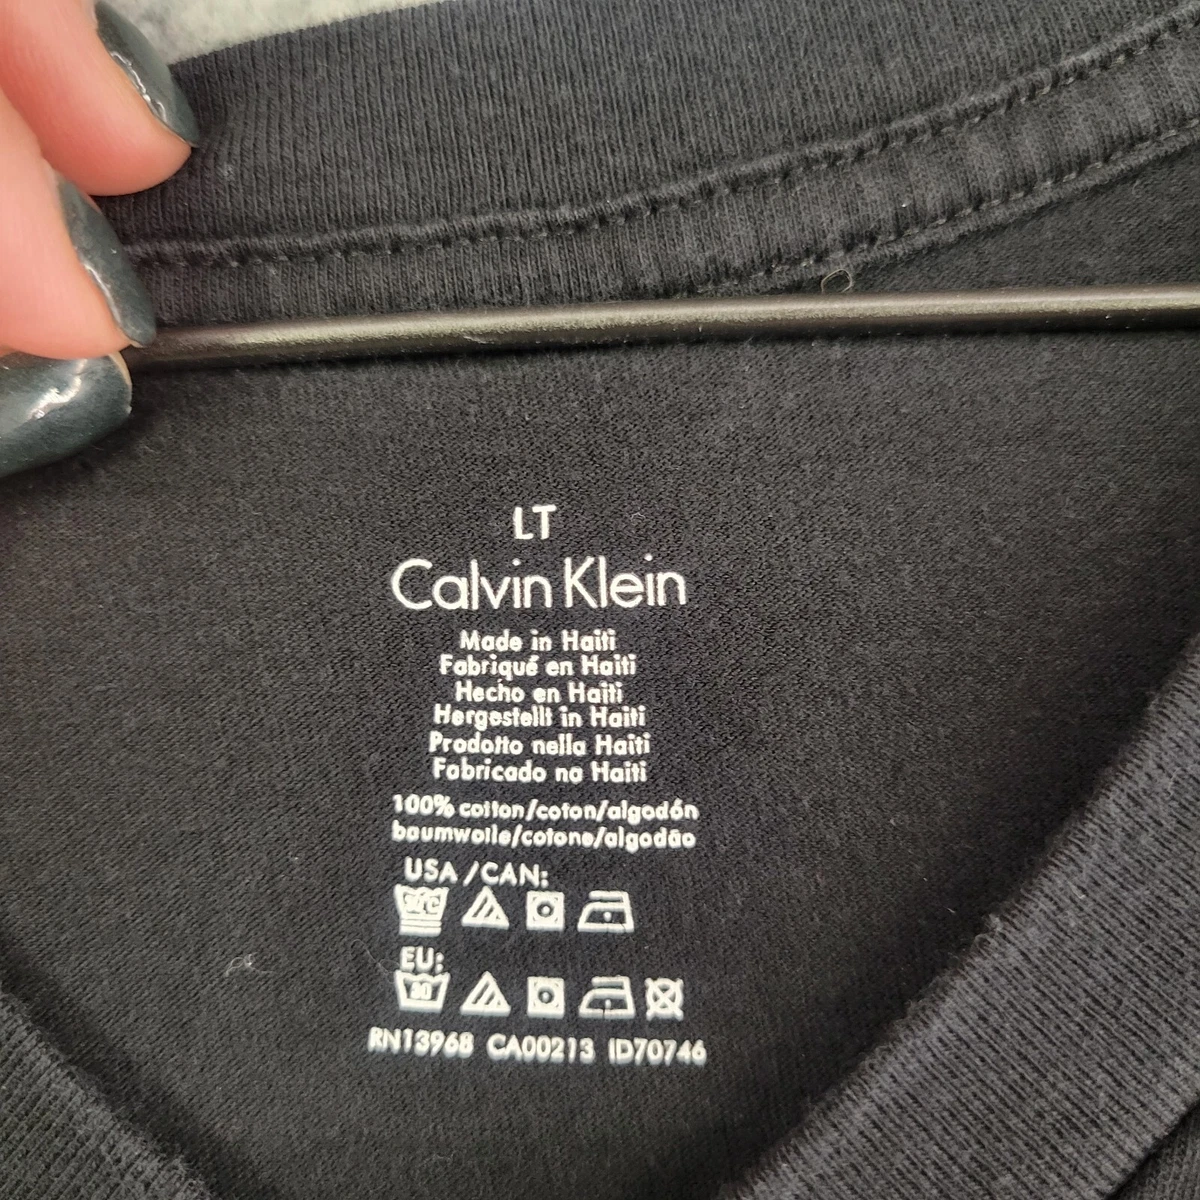 LT
Calvin Klein
Made in Haiti
Fabriqué en Haiti
Hecho en Haiti
Hergestellt in Haiti
Prodotto nella Haiti
Fabricado na Haiti
100% cotton/coton/algodón
baumwolle/cotone/algodão
USA/CAN:
EU:
RN13968 CA00213 ID70746